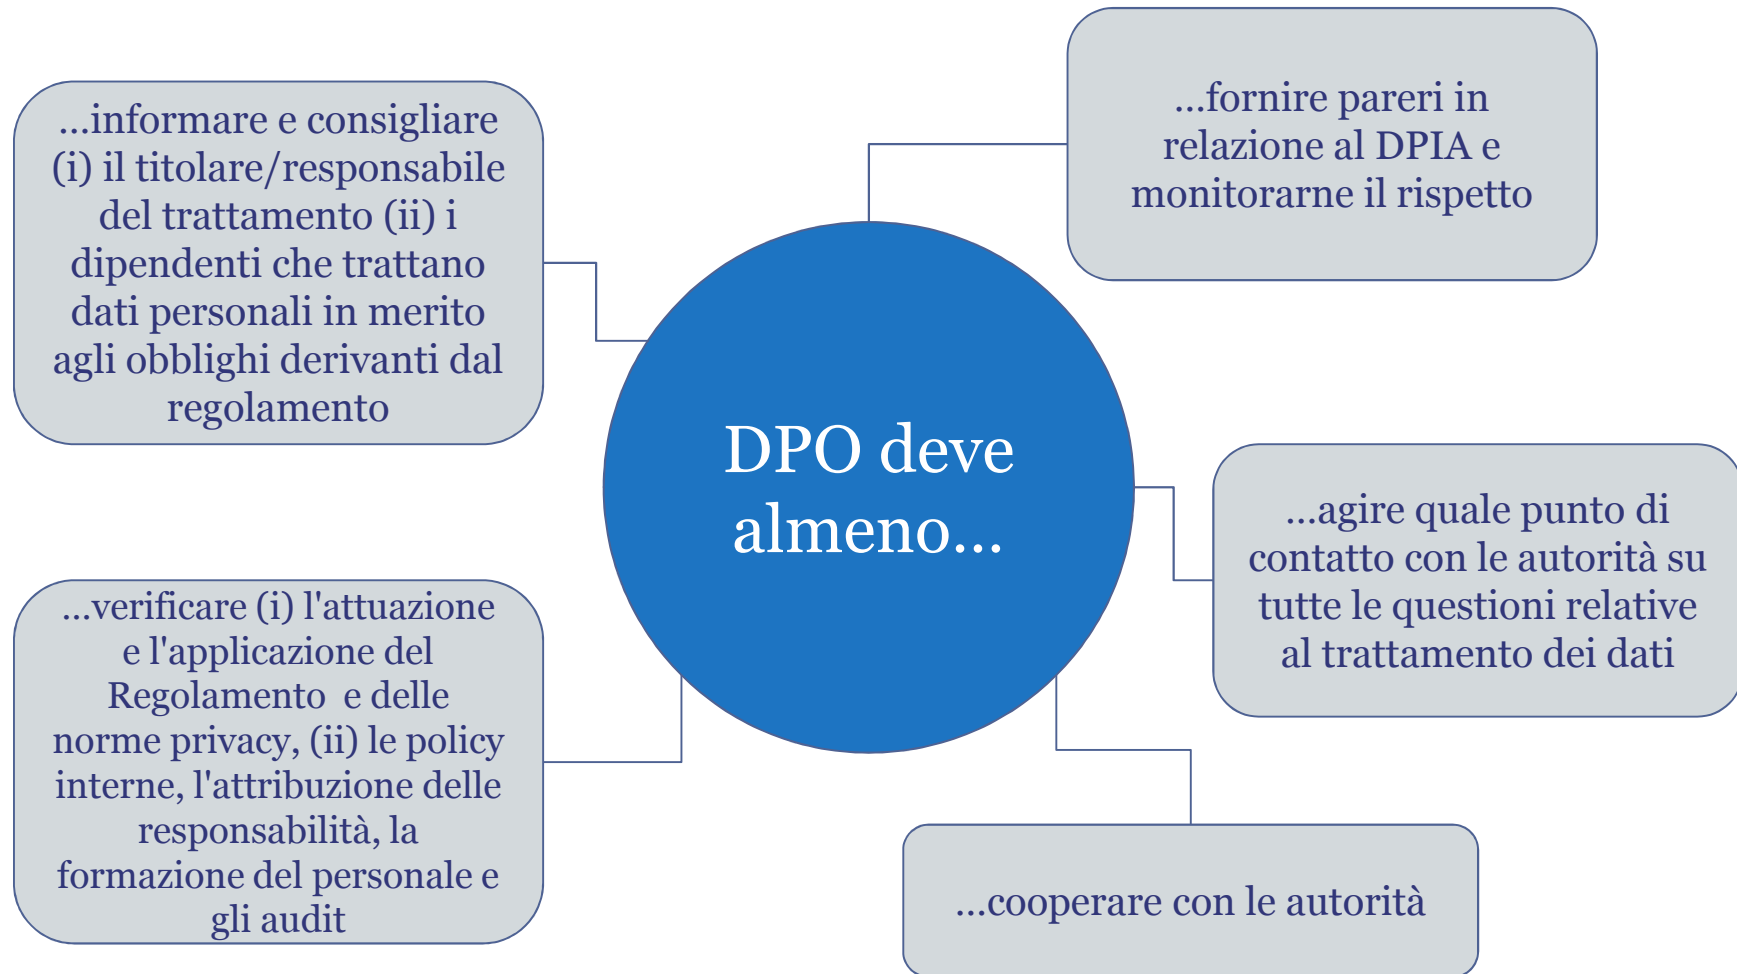 ...informare e consigliare
(i) il titolare/responsabile
del trattamento (ii) i
dipendenti che trattano
dati personali in merito
agli obblighi derivanti dal
regolamento
...fornire pareri in
relazione al DPIA e
monitorarne il rispetto
DPO deve
almeno...
...agire quale punto di
contatto con le autorità su
tutte le questioni relative
al trattamento dei dati
...verificare (i) l'attuazione
e l'applicazione del
Regolamento  e delle
norme privacy, (ii) le policy
interne, l'attribuzione delle
responsabilità, la
formazione del personale e
gli audit
...cooperare con le autorità